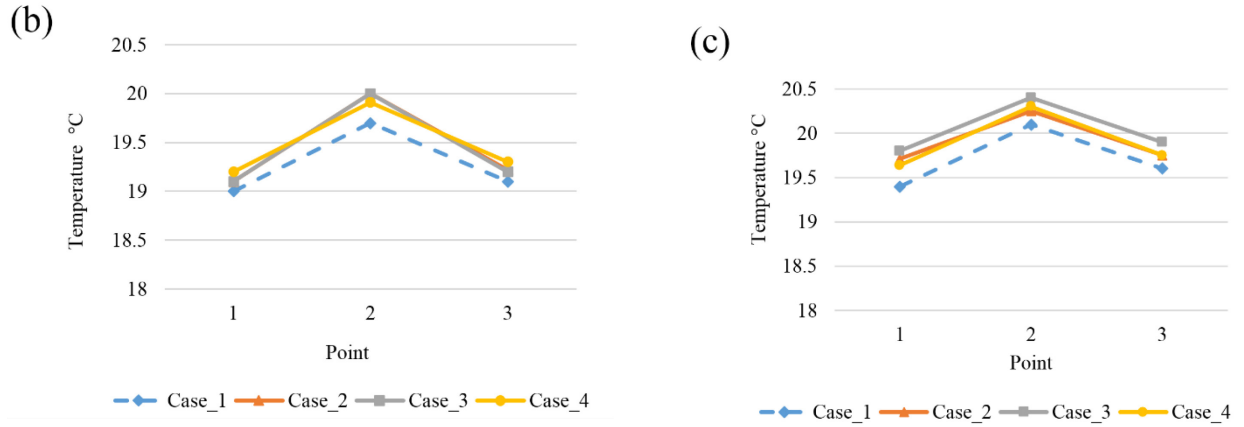 (b)
Temperature °C
20.5
20
19.5
19
18.5
18
1 2 3
Point
Case_1 Case_2 Case_3 Case_4
(c)
Temperature °C
20.5
20
19.5
19
18.5
18
1 2 3
Point
Case_1 Case_2 Case_3 Case_4